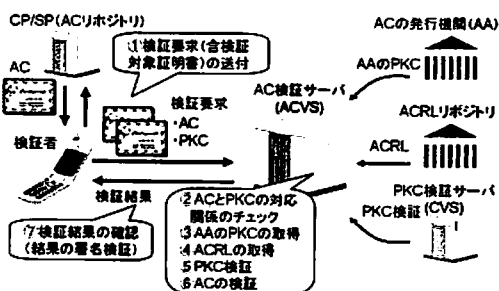 CP/SP(ACリポジトリ)
AC
①検証要求(含検証
対象証明書)の送付
検証要求
・AC
・PKC
検証者
検証結果
⑦検証結果の確認
(結果の署名検証)
AC検証サーバ
(ACVS)
②ACとPKCの対応
関係のチェック
③AAのPKCの取得
④ACRLの取得
⑤PKC検証
⑥ACの検証
ACの発行機関(AA)
AAのPKC
ACRLリポジトリ
ACRL
PKC検証サーバ
(CVS)
PKC検証